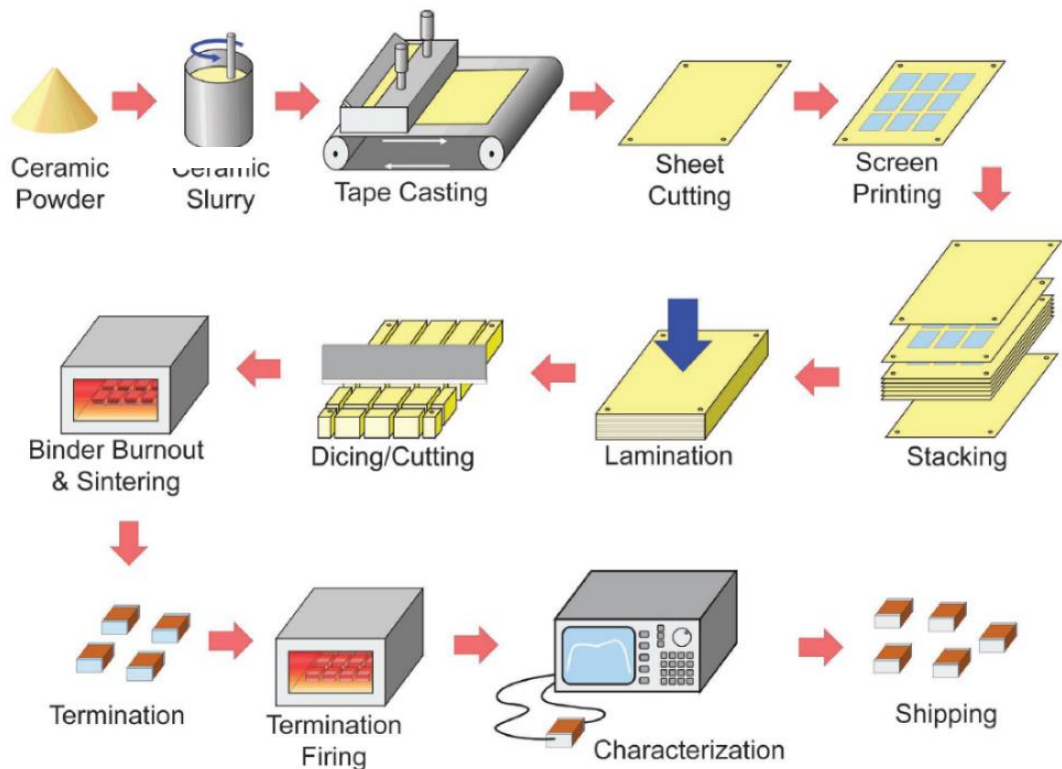 Ceramic
Powder
Ceramic
Slurry
Tape Casting
Sheet
Cutting
Screen
Printing
Binder Burnout
& Sintering
Dicing/Cutting
Lamination
Stacking
Termination
Termination
Firing
Characterization
Shipping